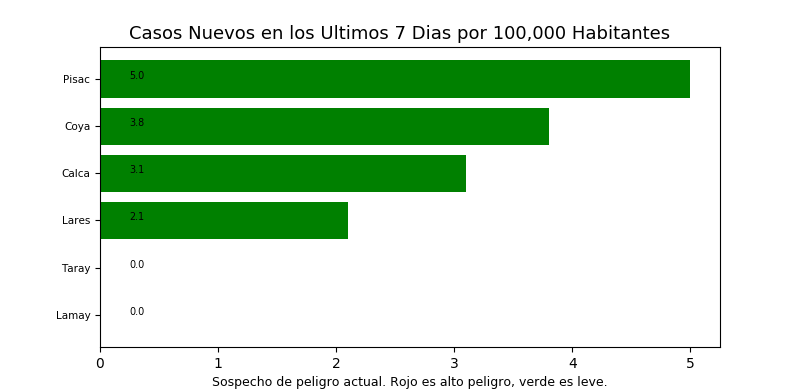 Casos Nuevos en los Ultimos 7 Dias por 100,000 Habitantes
Pisac 5.0
Coya 3.8
Calca 3.1
Lares 2.1
Taray 0.0
Lamay 0.0
0 1 2 3 4 5
Sospecho de peligro actual. Rojo es alto peligro, verde es leve.